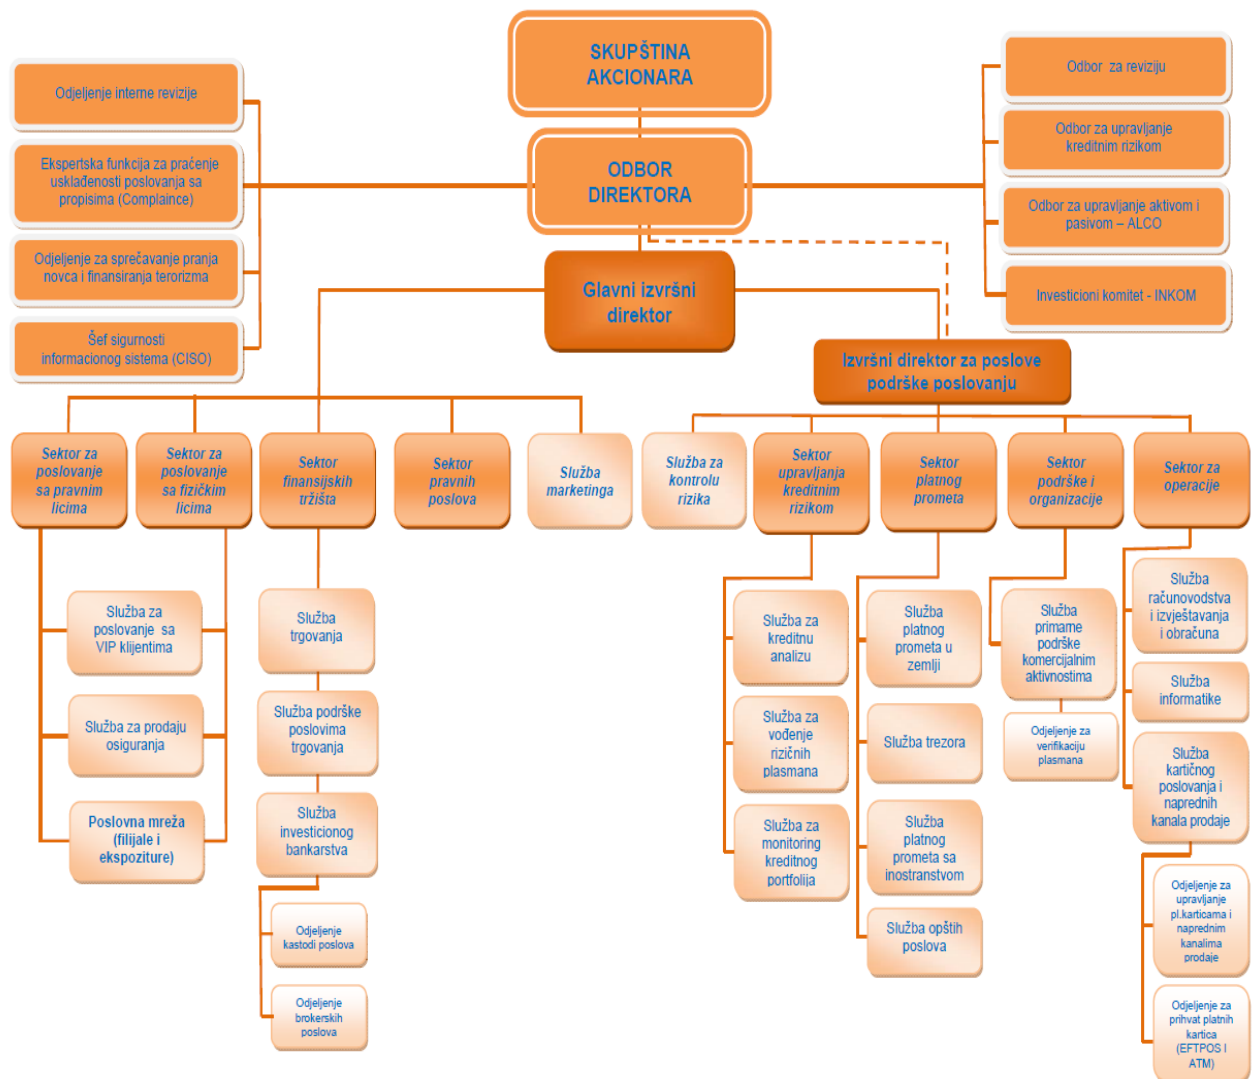 SKUPŠTINA
AKCIONARA
ODBOR
DIREKTORA
Glavni izvršni
direktor
Odjeljenje interne revizije
Ekspertska funkcija za praćenje
usklađenosti poslovanja sa
propisima (Complaince)
Odjeljenje za sprečavanje pranja
novca i finansiranja terorizma
Šef sigurnosti
informacionog sistema (CISO)
Odbor za reviziju
Odbor za upravljanje
kreditnim rizikom
Odbor za upravljanje aktivom i
pasivom – ALCO
Investicioni komitet - INKOM
Izvršni direktor za poslove
podrške poslovanju
Sektor za
poslovanje
sa pravnim
licima
Sektor za
poslovanje
sa fizičkim
licima
Sektor
finansijskih
tržišta
Sektor
pravnih
poslova
Služba
marketinga
Služba za
kontrolu
rizika
Sektor
upravljanja
kreditnim
rizikom
Sektor
platnog
prometa
Sektor
podrške i
organizacije
Sektor za
operacije
Služba za
poslovanje sa
VIP klijentima
Služba za prodaju
osiguranja
Poslovna mreža
(filijale i
ekspoziture)
Služba
trgovanja
Služba podrške
poslovima
trgovanja
Služba
investicionog
bankarstva
Odjeljenje
kastodi poslova
Odjeljenje
brokerskih
poslova
Služba za
kreditnu
analizu
Služba za
vođenje
rizičnih
plasmana
Služba za
monitoring
kreditnog
portfolija
Služba
platnog
prometa u
zemlji
Služba trezora
Služba
platnog
prometa sa
inostranstvom
Služba opštih
poslova
Služba
primarne
podrške
komercijalnim
aktivnostima
Odjeljenje za
verifikaciju
plasmana
Služba
računovodstva
i izvještavanja
i obračuna
Služba
informatike
Služba
kartičnog
poslovanja i
naprednih
kanala prodaje
Odjeljenje za
upravljanje
pl.karticama i
naprednim
kanalima
prodaje
Odjeljenje za
prihvat platnih
kartica
(EFTPOS I
ATM)